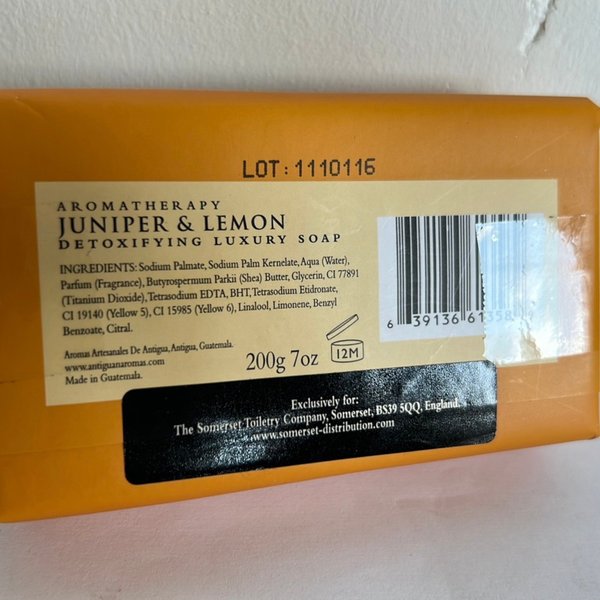 LOT: 1110116
AROMATHERAPY
JUNIPER & LEMON
DETOXIFYING LUXURY SOAP
INGREDIENTS: Sodium Palmate, Sodium Palm Kernelate, Aqua (Water),
Parfum (Fragrance), Butyrospermum Parkii (Shea) Butter, Glycerin, CI 77891
(Titanium Dioxide), Tetrasodium EDTA, BHT, Tetrasodium Etidronate,
CI 19140 (Yellow 5), CI 15985 (Yellow 6), Linalool, Limonene, Benzyl
Benzoate, Citral.
Aromas Artesanales De Antigua, Antigua, Guatemala.
www.antiguanaromas.com
Made in Guatemala.
200g 7oz
12M
6 39136 6135
Exclusively for:
The Somerset Toiletry Company, Somerset, BS39 5QQ, England.
www.somerset-distribution.com